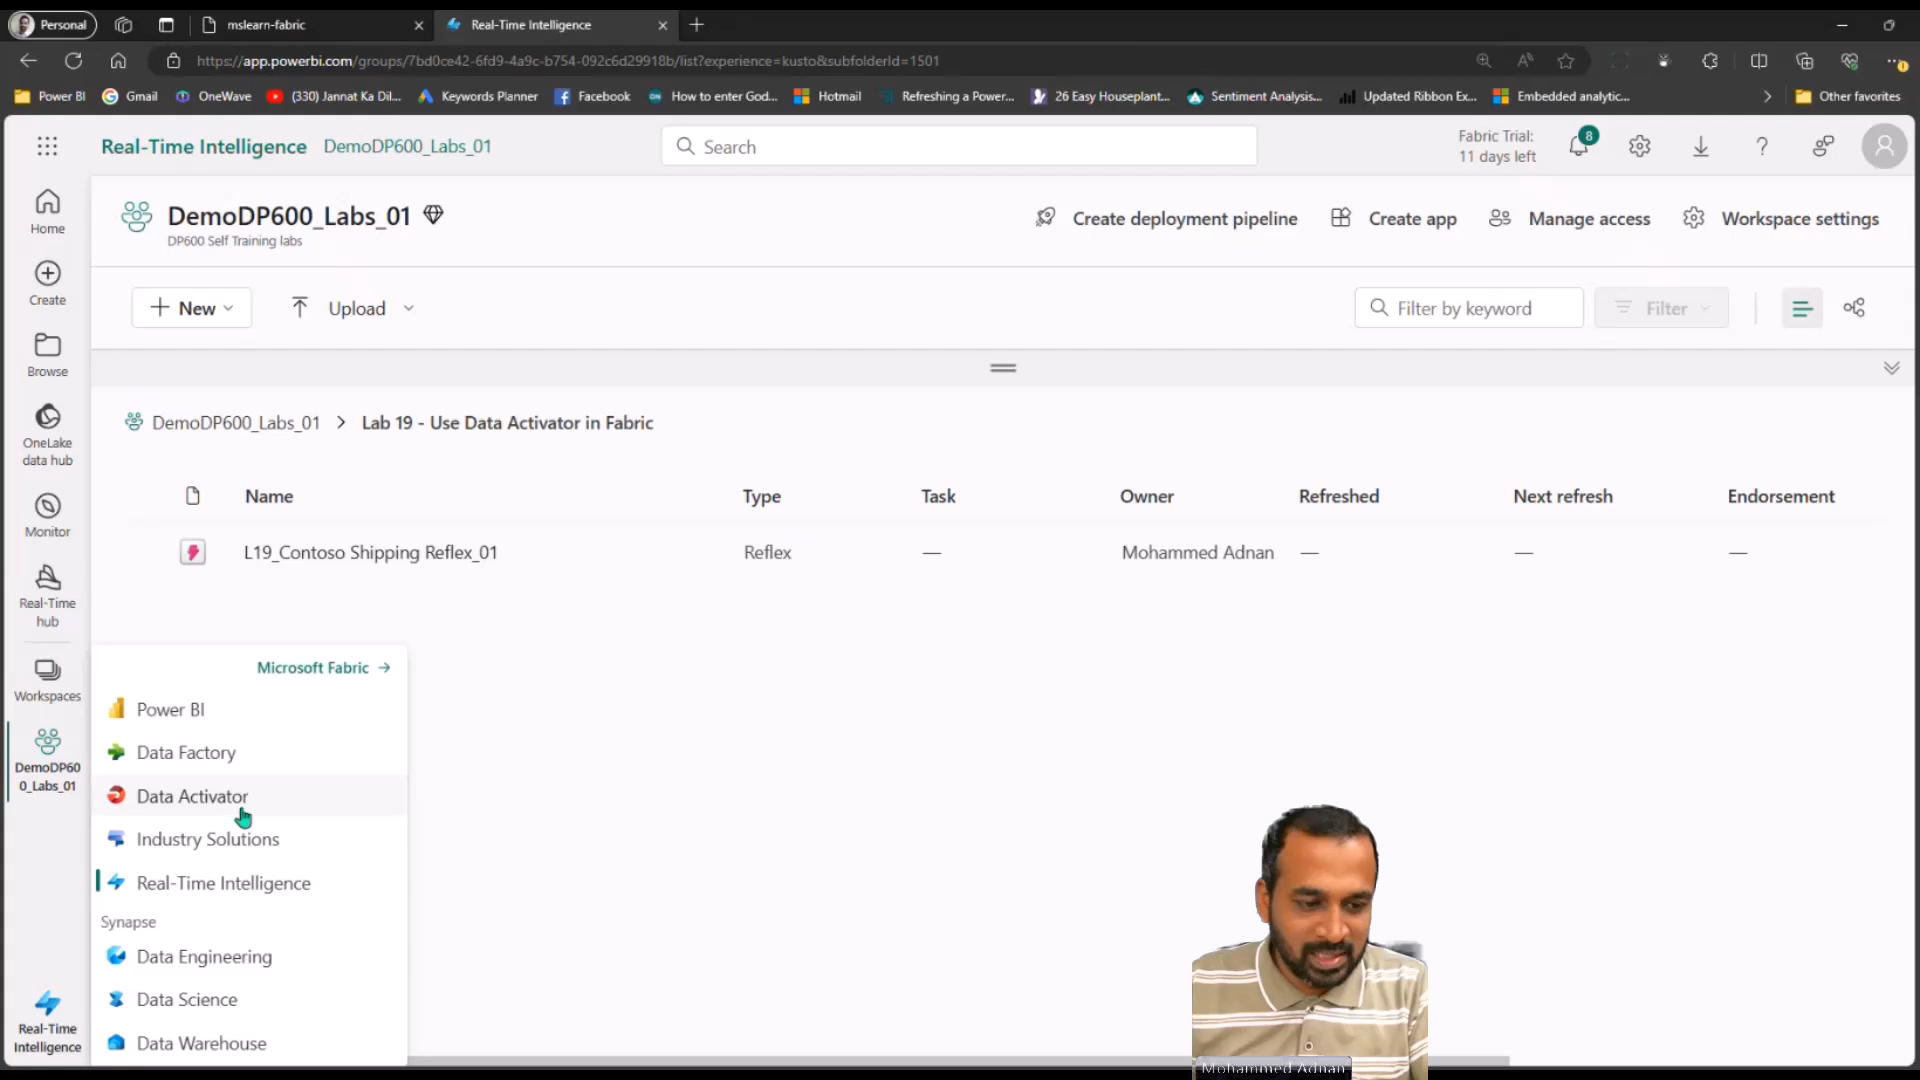 Personal
mslearn-fabric
Real-Time Intelligence
https://app.powerbi.com/groups/7bd0ce42-6fd9-4a9c-b754-092c6d29918b/list?experience=kusto&subfolderId=1501
Power BI
Gmail
OneWave
(330) Jannat Ka Dil...
Keywords Planner
Facebook
How to enter God...
Hotmail
Refreshing a Power...
26 Easy Houseplant...
Sentiment Analysis...
Updated Ribbon Ex...
Embedded analytic...
Other favorites
Real-Time Intelligence DemoDP600_Labs_01
Search
Fabric Trial:
11 days left
8
DemoDP600_Labs_01
DP600 Self Training labs
Create deployment pipeline
Create app
Manage access
Workspace settings
New
Upload
Filter by keyword
Filter
DemoDP600_Labs_01 > Lab 19 - Use Data Activator in Fabric
Name Type Task Owner Refreshed Next refresh Endorsement
L19_Contoso Shipping Reflex_01 Reflex — Mohammed Adnan — — —
Home
Create
Browse
OneLake
data hub
Monitor
Real-Time
hub
Workspaces
DemoDP60
0_Labs_01
Real-Time
Intelligence
Microsoft Fabric
Power BI
Data Factory
Data Activator
Industry Solutions
Real-Time Intelligence
Synapse
Data Engineering
Data Science
Data Warehouse
Mohammed Adnan